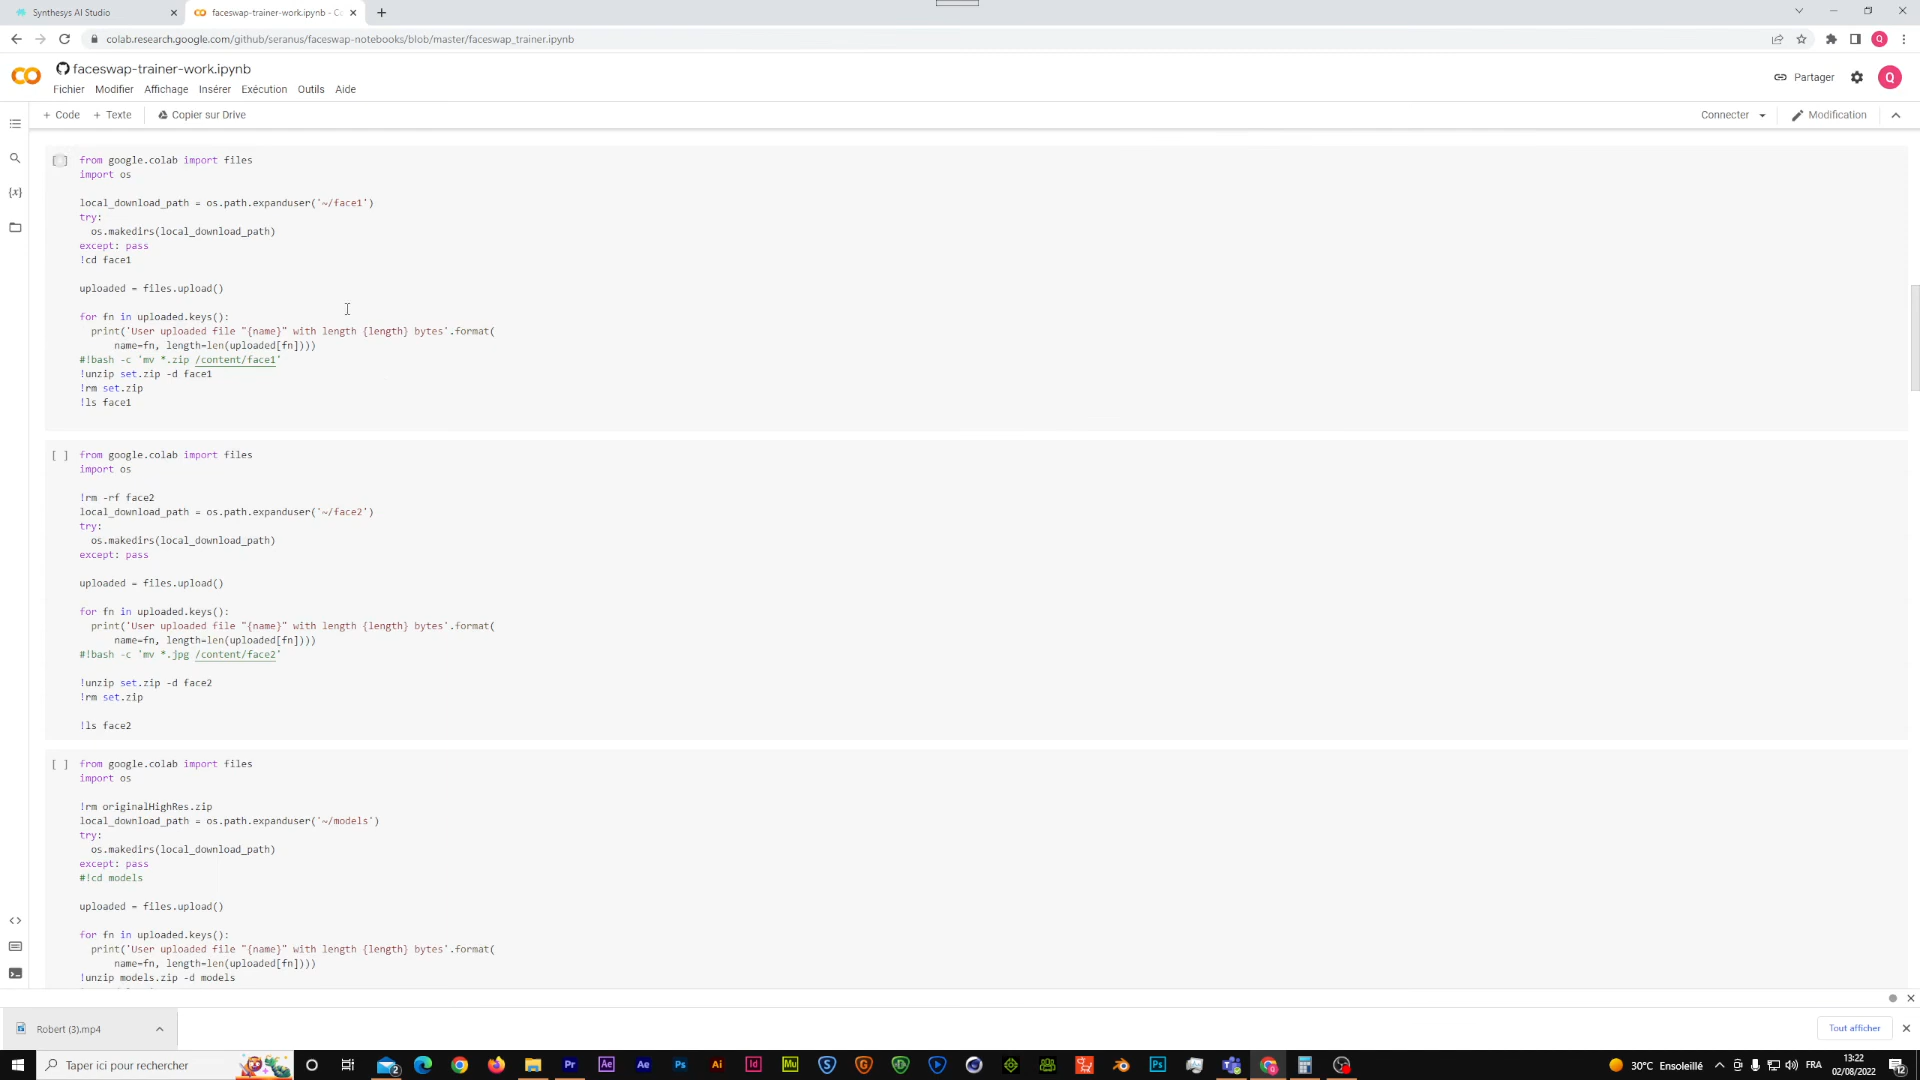 Synthesys AI Studio
faceswap-trainer-work.ipynb - Co
colab.research.google.com/github/seranus/faceswap-notebooks/blob/master/faceswap_trainer.ipynb
Q
faceswap-trainer-work.ipynb
Partager
Q
Fichier Modifier Affichage Insérer Exécution Outils Aide
+ Code + Texte Copier sur Drive
Connecter
Modification
from google.colab import files
import os
local_download_path = os.path.expanduser('~/face1')
try:
os.makedirs(local_download_path)
except: pass
!cd face1
uploaded = files.upload()
for fn in uploaded.keys():
print('User uploaded file "{name}" with length {length} bytes'.format(
name=fn, length=len(uploaded[fn])))
#!bash -c 'mv *.zip /content/face1'
!unzip set.zip -d face1
!rm set.zip
!ls face1
[ ] from google.colab import files
import os
!rm -rf face2
local_download_path = os.path.expanduser('~/face2')
try:
os.makedirs(local_download_path)
except: pass
uploaded = files.upload()
for fn in uploaded.keys():
print('User uploaded file "{name}" with length {length} bytes'.format(
name=fn, length=len(uploaded[fn])))
#!bash -c 'mv *.jpg /content/face2'
!unzip set.zip -d face2
!rm set.zip
!ls face2
[ ] from google.colab import files
import os
!rm originalHighRes.zip
local_download_path = os.path.expanduser('~/models')
try:
os.makedirs(local_download_path)
except: pass
#!cd models
uploaded = files.upload()
for fn in uploaded.keys():
print('User uploaded file "{name}" with length {length} bytes'.format(
name=fn, length=len(uploaded[fn])))
!unzip models.zip -d models
Robert (3).mp4
Tout afficher
Taper ici pour rechercher
30°C Ensoleillé
FRA
13:22
02/08/2022